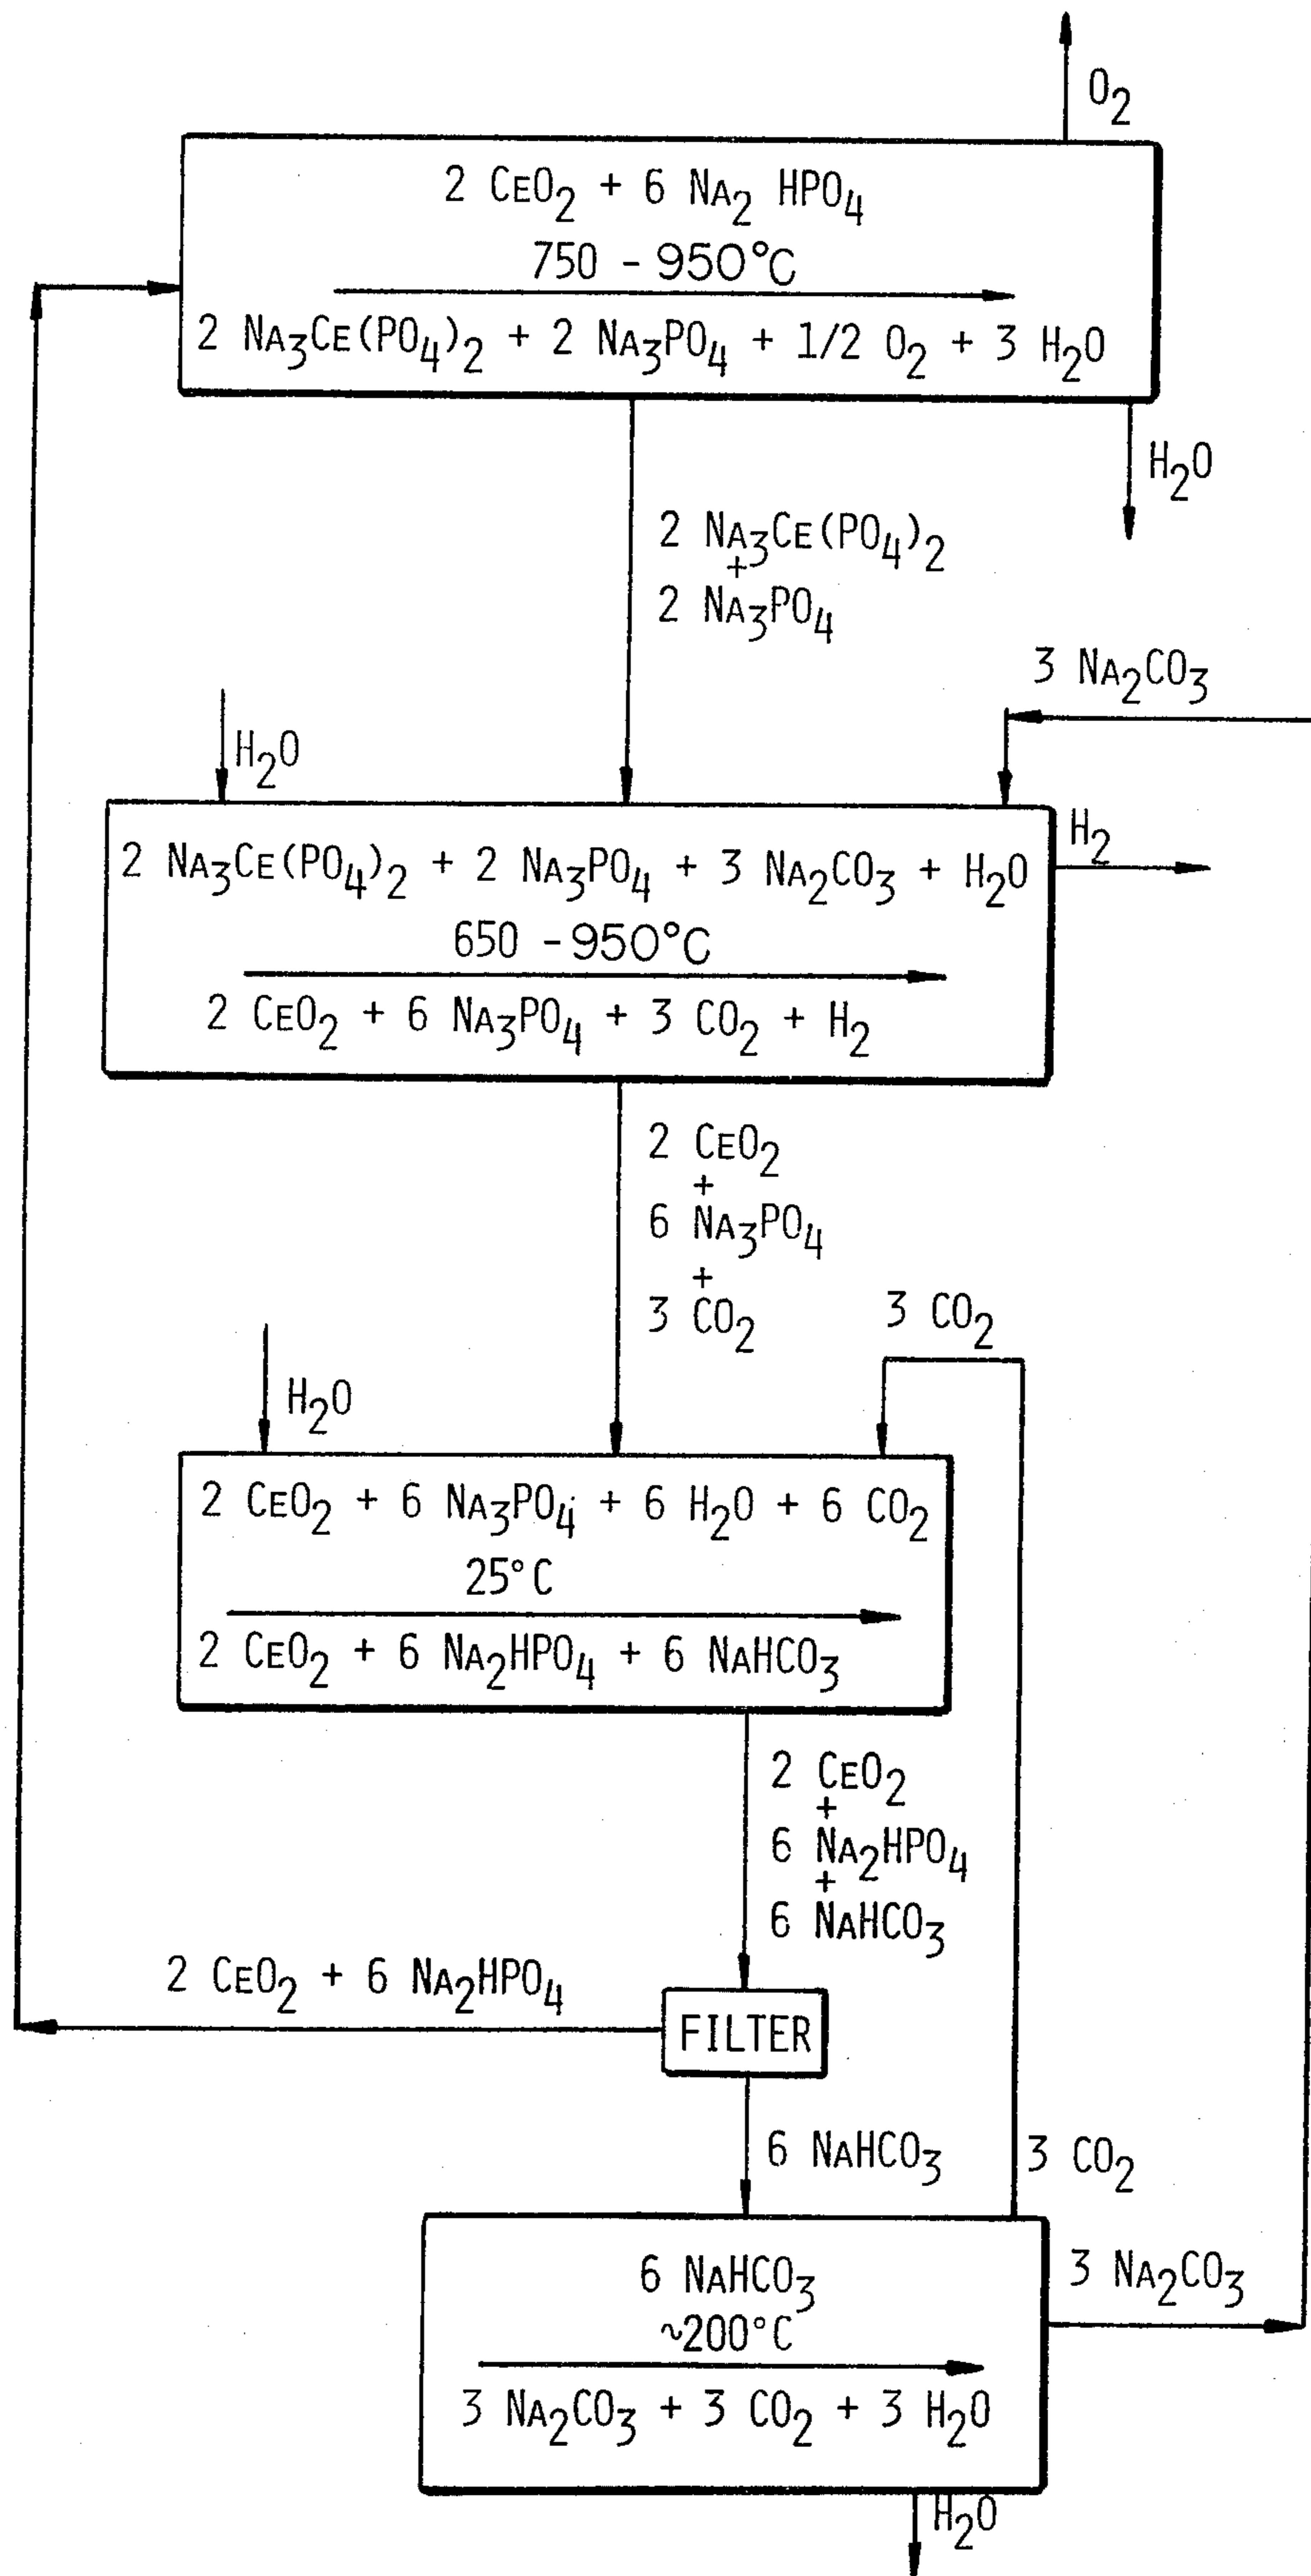 O₂
2 CeO₂ + 6 Na₂ HPO₄
750 - 950°C
2 Na₃Ce(PO₄)₂ + 2 Na₃PO₄ + 1/2 O₂ + 3 H₂O
H₂O
2 Na₃Ce(PO₄)₂
+
2 Na₃PO₄
3 Na₂CO₃
H₂O
2 Na₃Ce(PO₄)₂ + 2 Na₃PO₄ + 3 Na₂CO₃ + H₂O
H₂
650 - 950°C
2 CeO₂ + 6 Na₃PO₄ + 3 CO₂ + H₂
2 CeO₂
+
6 Na₃PO₄
+
3 CO₂
3 CO₂
H₂O
2 CeO₂ + 6 Na₃PO₄ + 6 H₂O + 6 CO₂
25°C
2 CeO₂ + 6 Na₂HPO₄ + 6 NaHCO₃
2 CeO₂
+
6 Na₂HPO₄
+
6 NaHCO₃
2 CeO₂ + 6 Na₂HPO₄
FILTER
6 NaHCO₃
3 CO₂
6 NaHCO₃
~200°C
3 Na₂CO₃ + 3 CO₂ + 3 H₂O
3 Na₂CO₃
H₂O